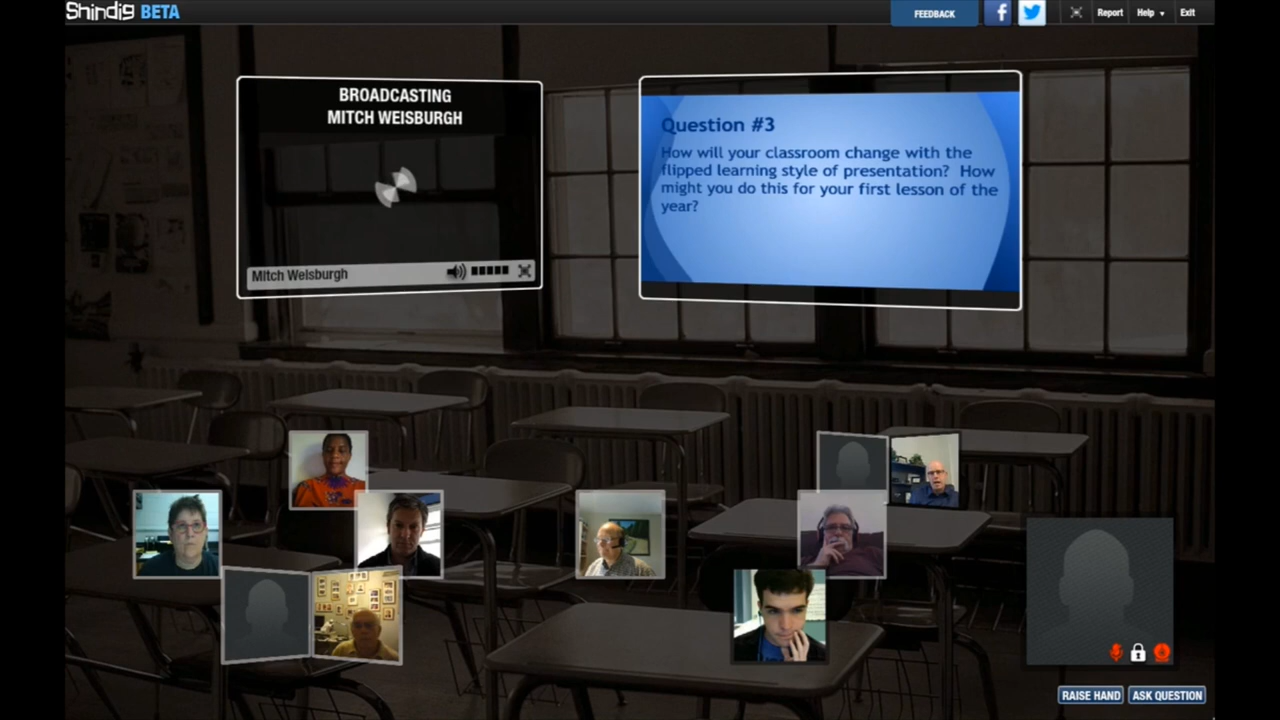 Shindig BETA
FEEDBACK
Report
Help
Exit
BROADCASTING
MITCH WEISBURGH
Mitch Weisburgh
Question #3
How will your classroom change with the
flipped learning style of presentation? How
might you do this for your first lesson of the
year?
RAISE HAND
ASK QUESTION